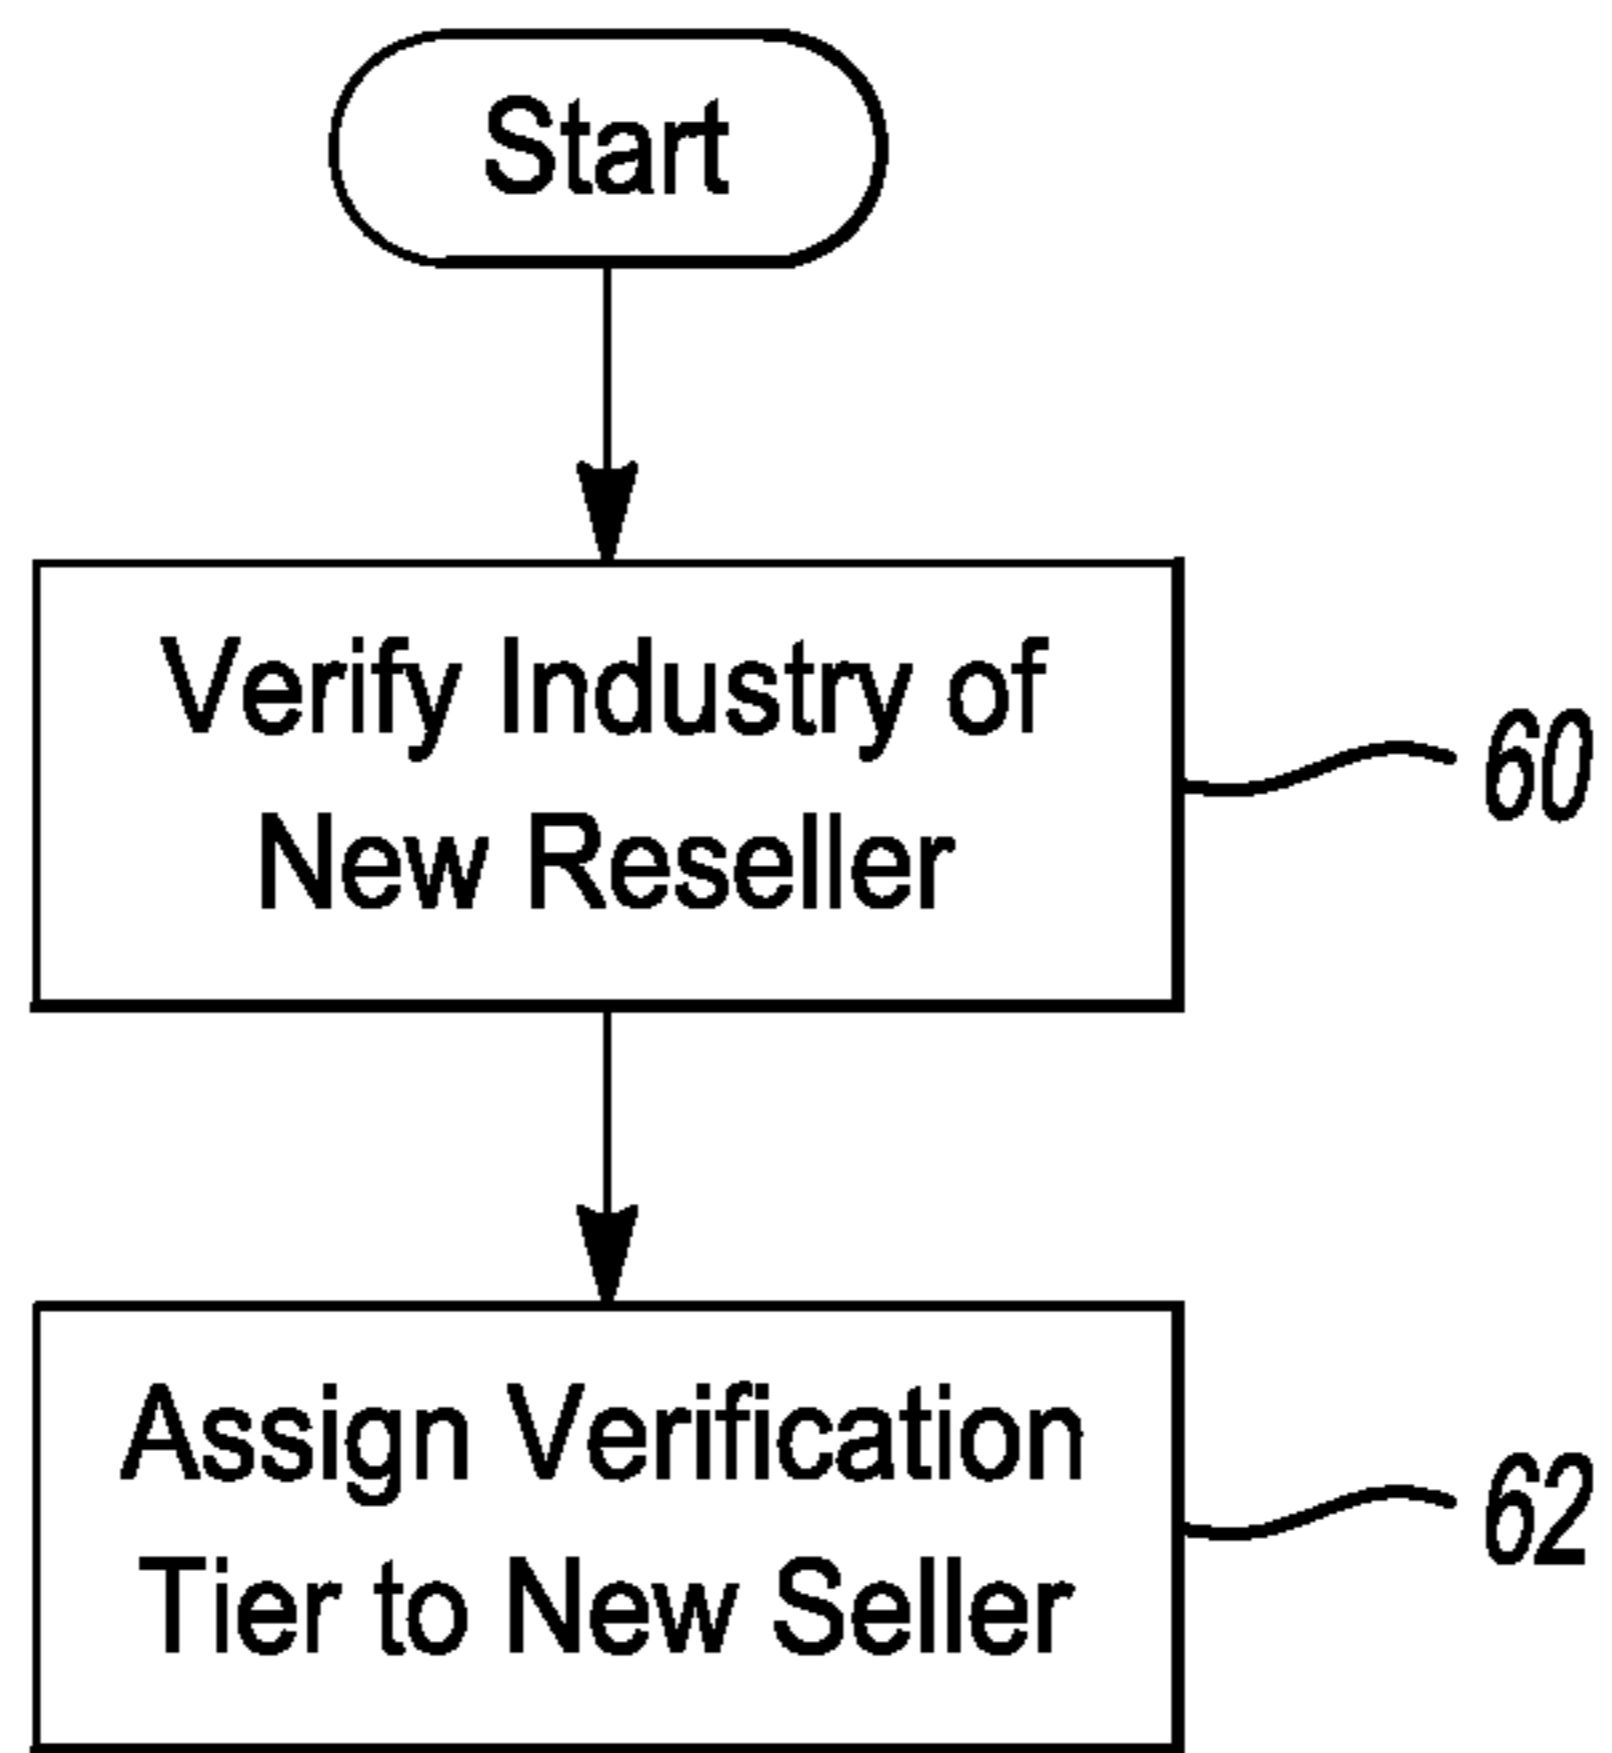 Start
Verify Industry of
New Reseller
60
Assign Verification
Tier to New Seller
62